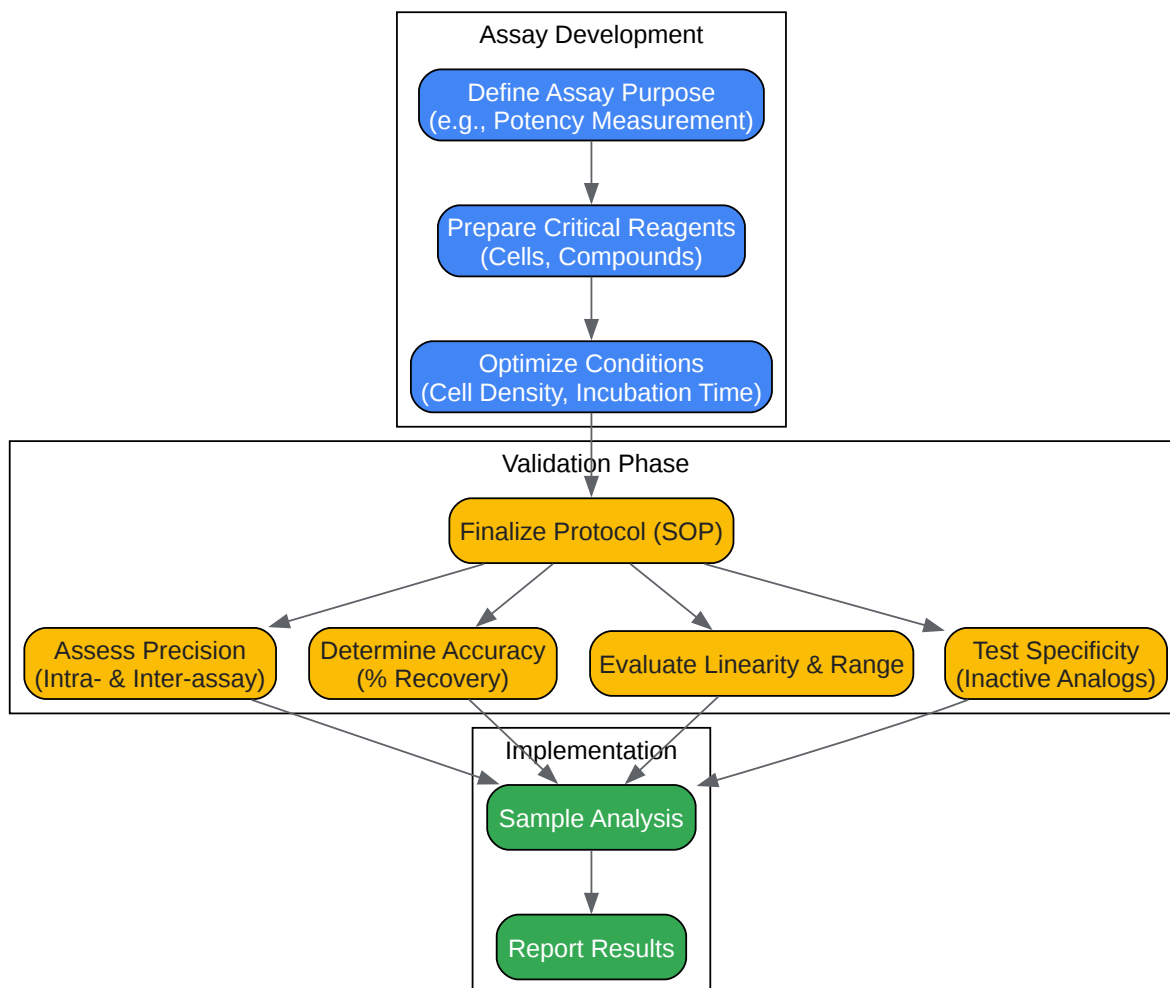 Assay Development
Define Assay Purpose
(e.g., Potency Measurement)
Prepare Critical Reagents
(Cells, Compounds)
Optimize Conditions
(Cell Density, Incubation Time)
Validation Phase
Finalize Protocol (SOP)
Assess Precision
(Intra- & Inter-assay)
Determine Accuracy
(% Recovery)
Evaluate Linearity & Range
Test Specificity
(Inactive Analogs)
Implementation
Sample Analysis
Report Results